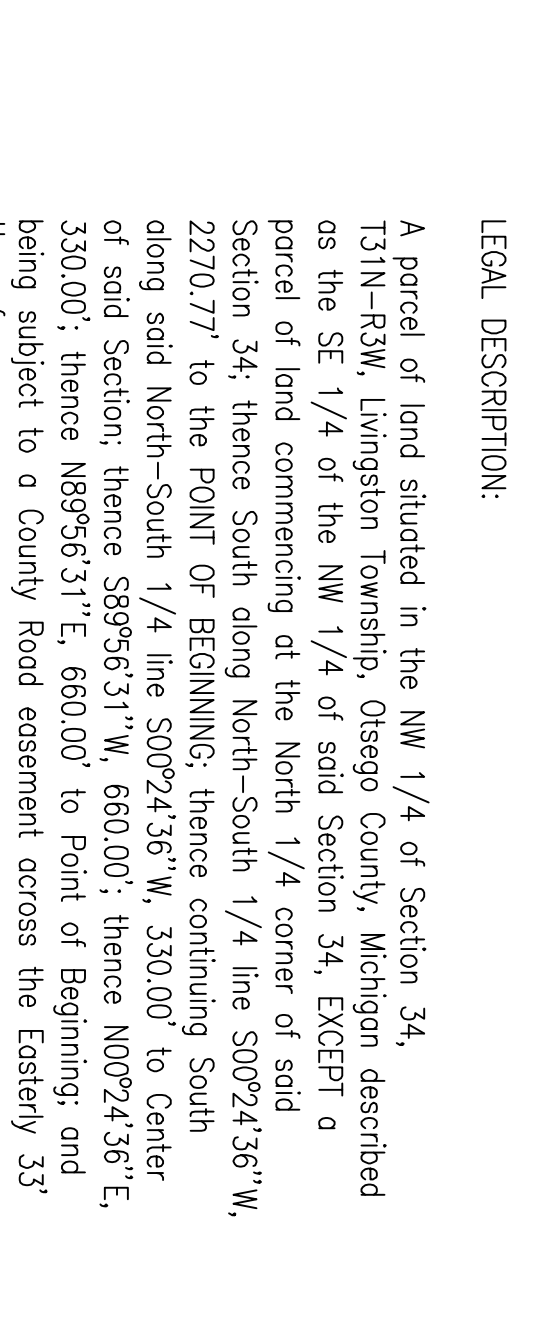 LEGAL DESCRIPTION:
A parcel of land situated in the NW 1/4 of Section 34,
T31N-R3W, Livingston Township, Otsego County, Michigan described
as the SE 1/4 of the NW 1/4 of said Section 34, EXCEPT a
parcel of land commencing at the North 1/4 corner of said
Section 34; thence South along North-South 1/4 line S00°24'36"W,
2270.77' to the POINT OF BEGINNING; thence continuing South
along said North-South 1/4 line S00°24'36"W, 330.00' to Center
of said Section; thence S89°56'31"W, 660.00'; thence N00°24'36"E,
330.00'; thence N89°56'31"E, 660.00' to Point of Beginning; and
being subject to a County Road easement across the Easterly 33'